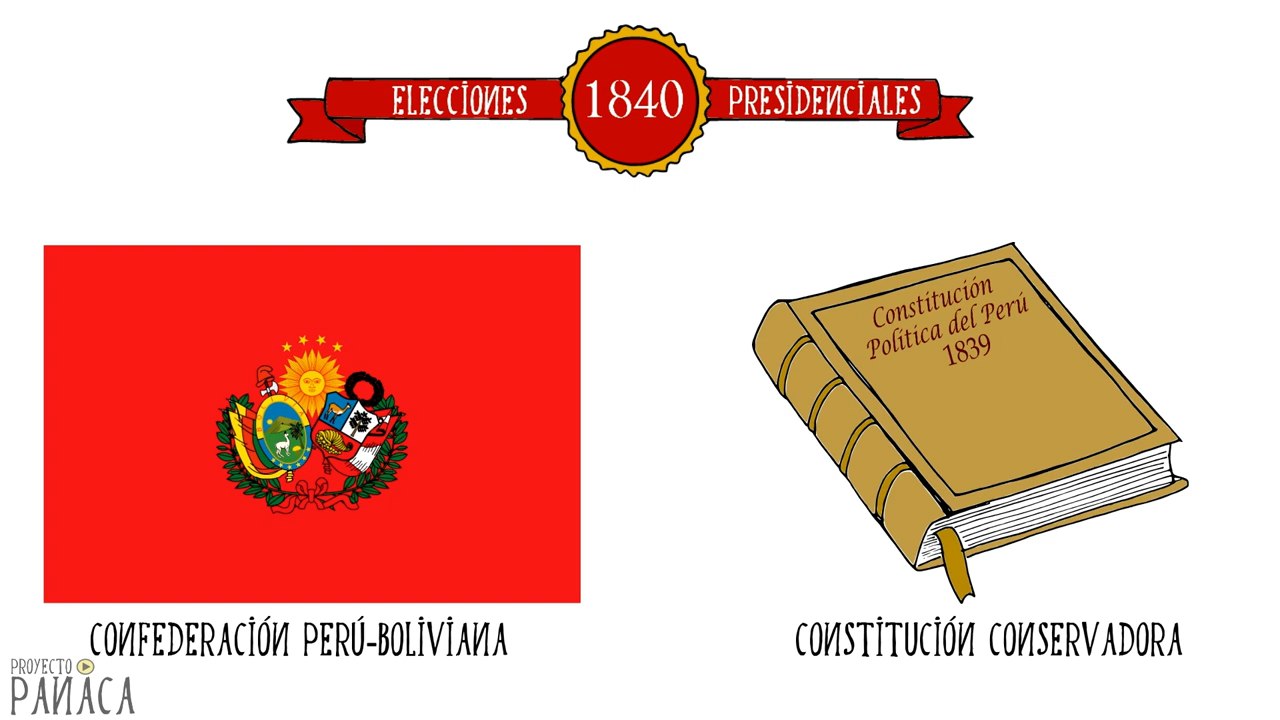 ELECCIONES 1840 PRESIDENCIALES
Constitución
Política del Perú
1839
CONFEDERACIÓN PERÚ-BOLIVIANA
CONSTITUCIÓN CONSERVADORA
PROYECTO
PANACA